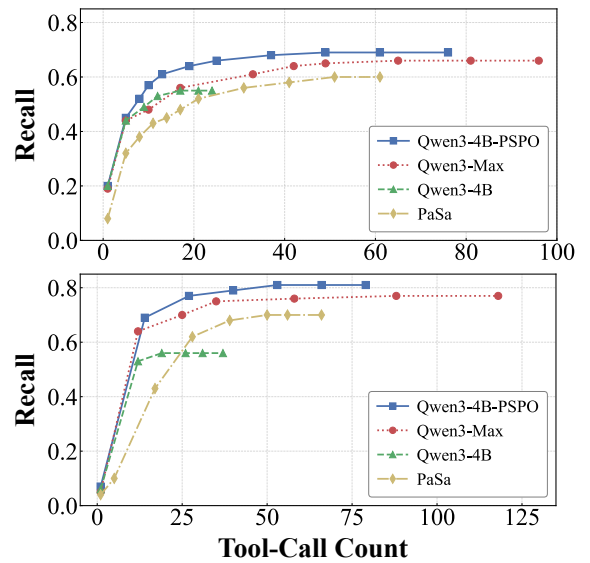 Recall
0.8
0.6
0.4
0.2
0.0
Qwen3-4B-PSPO
Qwen3-Max
Qwen3-4B
PaSa
0 20 40 60 80 100
Recall
0.8
0.6
0.4
0.2
0.0
Qwen3-4B-PSPO
Qwen3-Max
Qwen3-4B
PaSa
0 25 50 75 100 125
Tool-Call Count